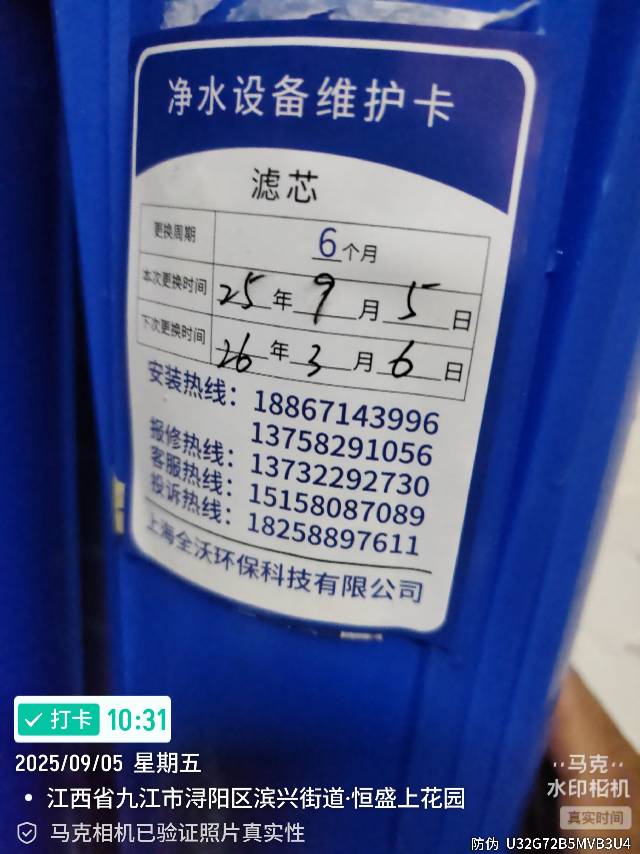 净水设备维护卡
滤芯
更换周期 6个月
本次更换时间 25年9月5日
下次更换时间 26年3月6日
安装热线：18867143996
13758291056
报修热线：13732292730
客服热线：15158087089
投诉热线：18258897611
上海全沃环保科技有限公司
打卡 10:31
2025/09/05 星期五
江西省九江市浔阳区滨兴街道·恒盛上花园
马克相机已验证照片真实性
马克
水印相机
真实时间
防伪 U32G72B5MVB3U4